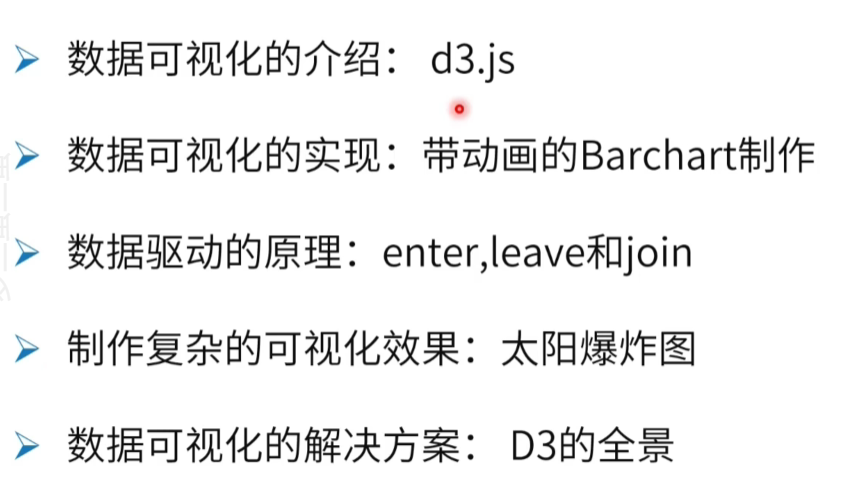 数据可视化的介绍： d3.js
数据可视化的实现：带动画的Barchart制作
数据驱动的原理：enter,leave和join
制作复杂的可视化效果：太阳爆炸图
数据可视化的解决方案： D3的全景